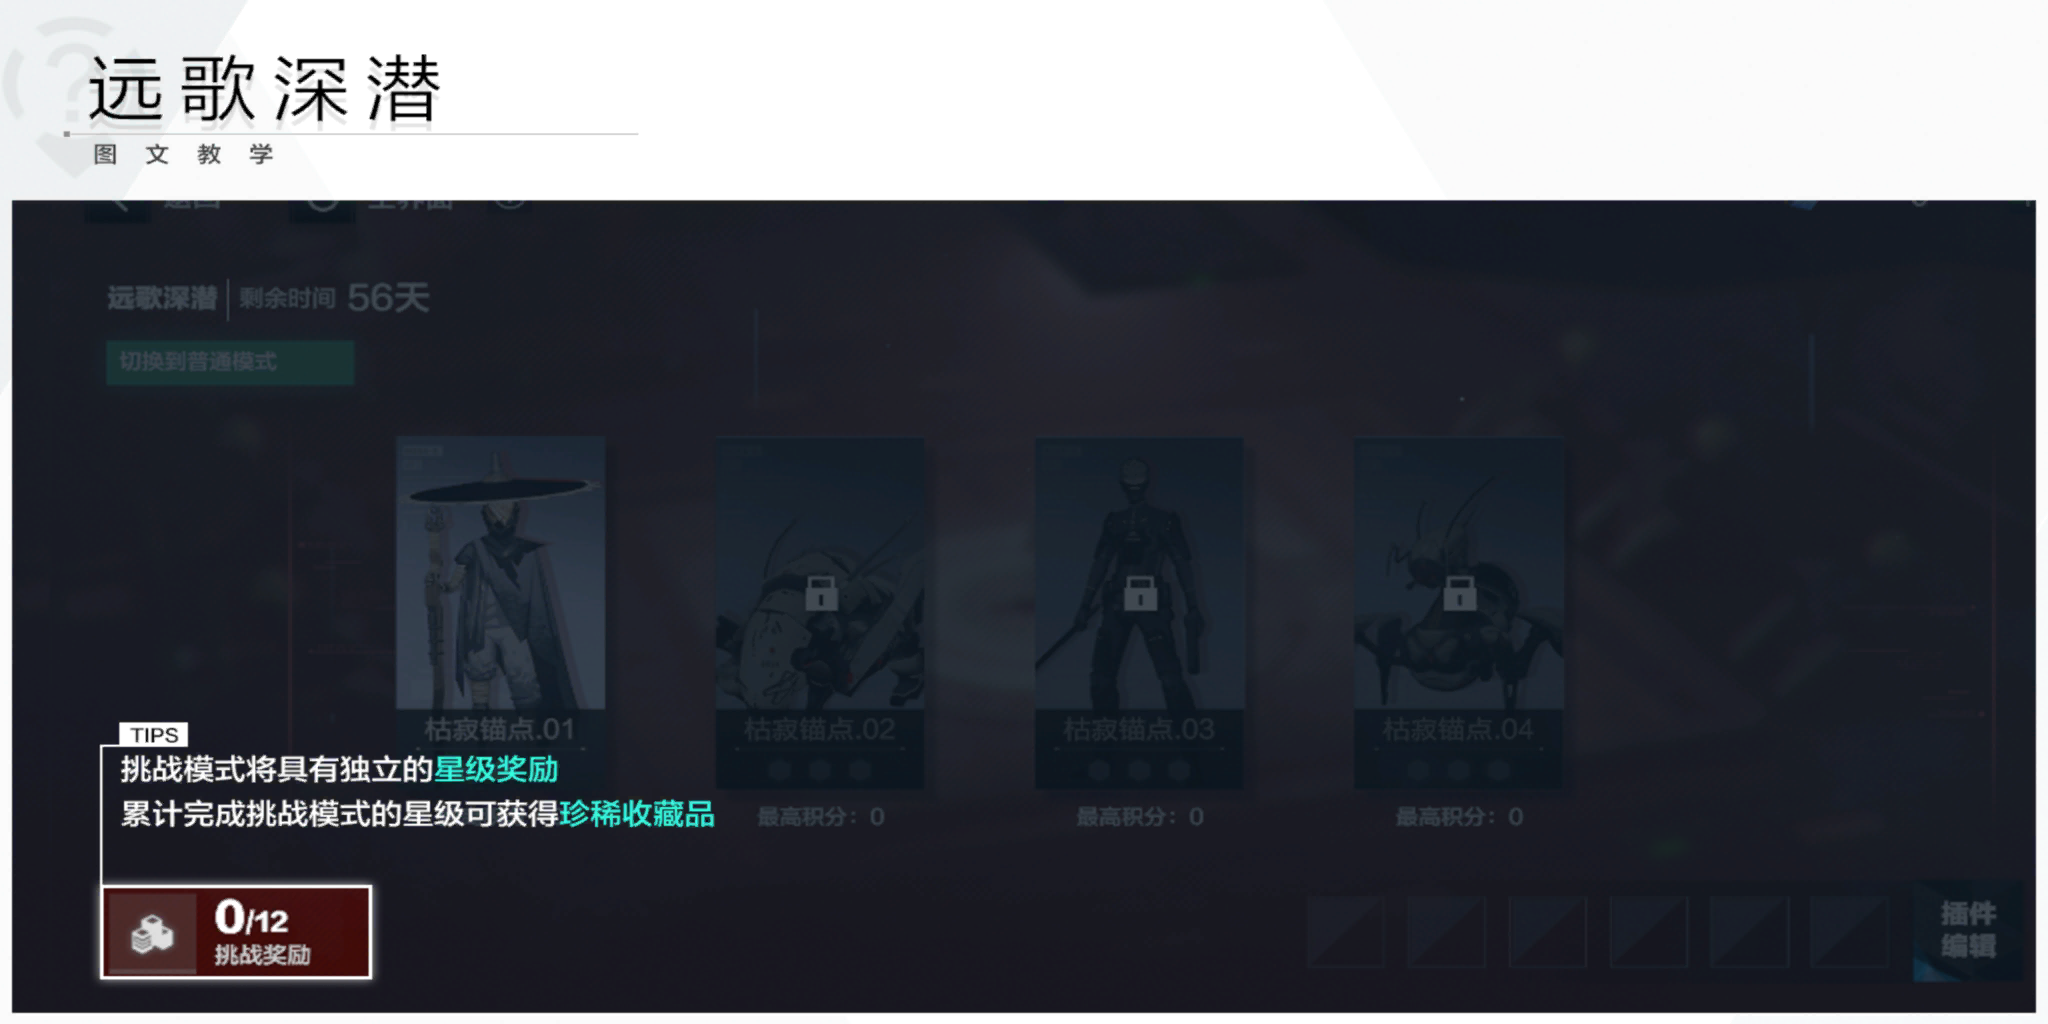 远歌深潜
图文教学
返回 主界面
远歌深潜 剩余时间 56天
切换到普通模式
枯寂锚点.01
枯寂锚点.02
枯寂锚点.03
枯寂锚点.04
TIPS
挑战模式将具有独立的星级奖励
累计完成挑战模式的星级可获得珍稀收藏品
最高积分：0
最高积分：0
最高积分：0
0/12
挑战奖励
插件
编辑